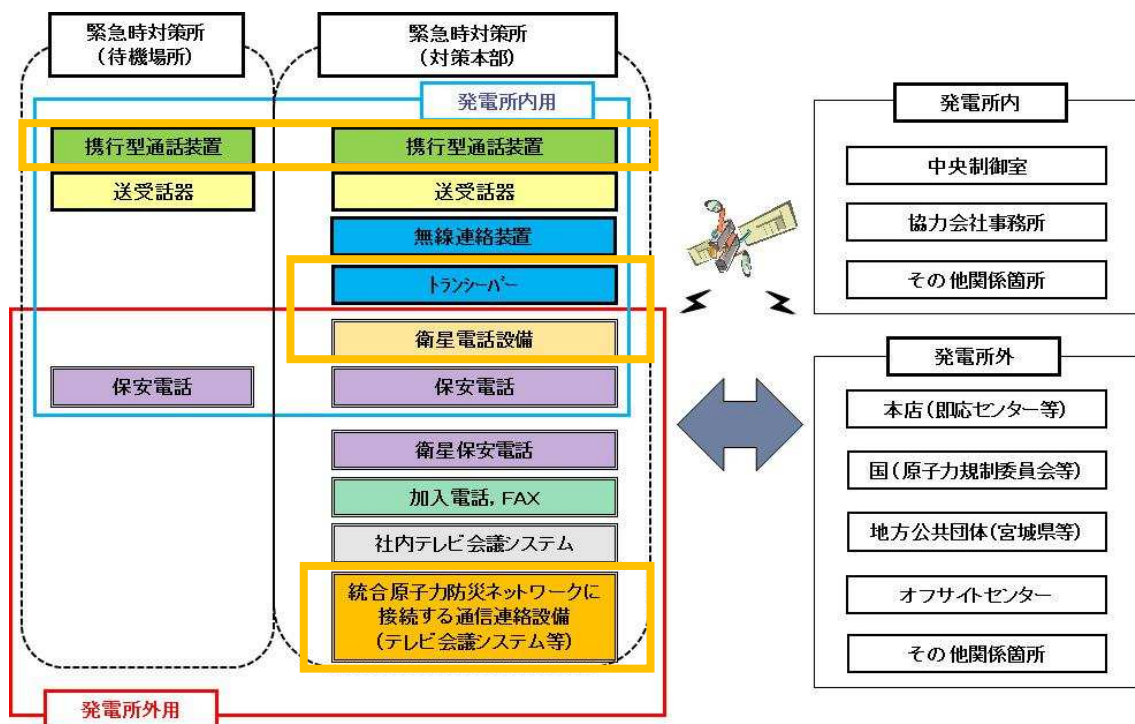 緊急時対策所
(待機場所)
緊急時対策所
(対策本部)
発電所内用
携行型通話装置
携行型通話装置
送受話器
送受話器
無線連絡装置
トランシーバー
衛星電話設備
保安電話
保安電話
衛星保安電話
加入電話, FAX
社内テレビ会議システム
統合原子力防災ネットワークに
接続する通信連絡設備
(テレビ会議システム等)
発電所外用
発電所内
中央制御室
協力会社事務所
その他関係箇所
発電所外
本店(即応センター等)
国(原子力規制委員会等)
地方公共団体(宮城県等)
オフサイトセンター
その他関係箇所